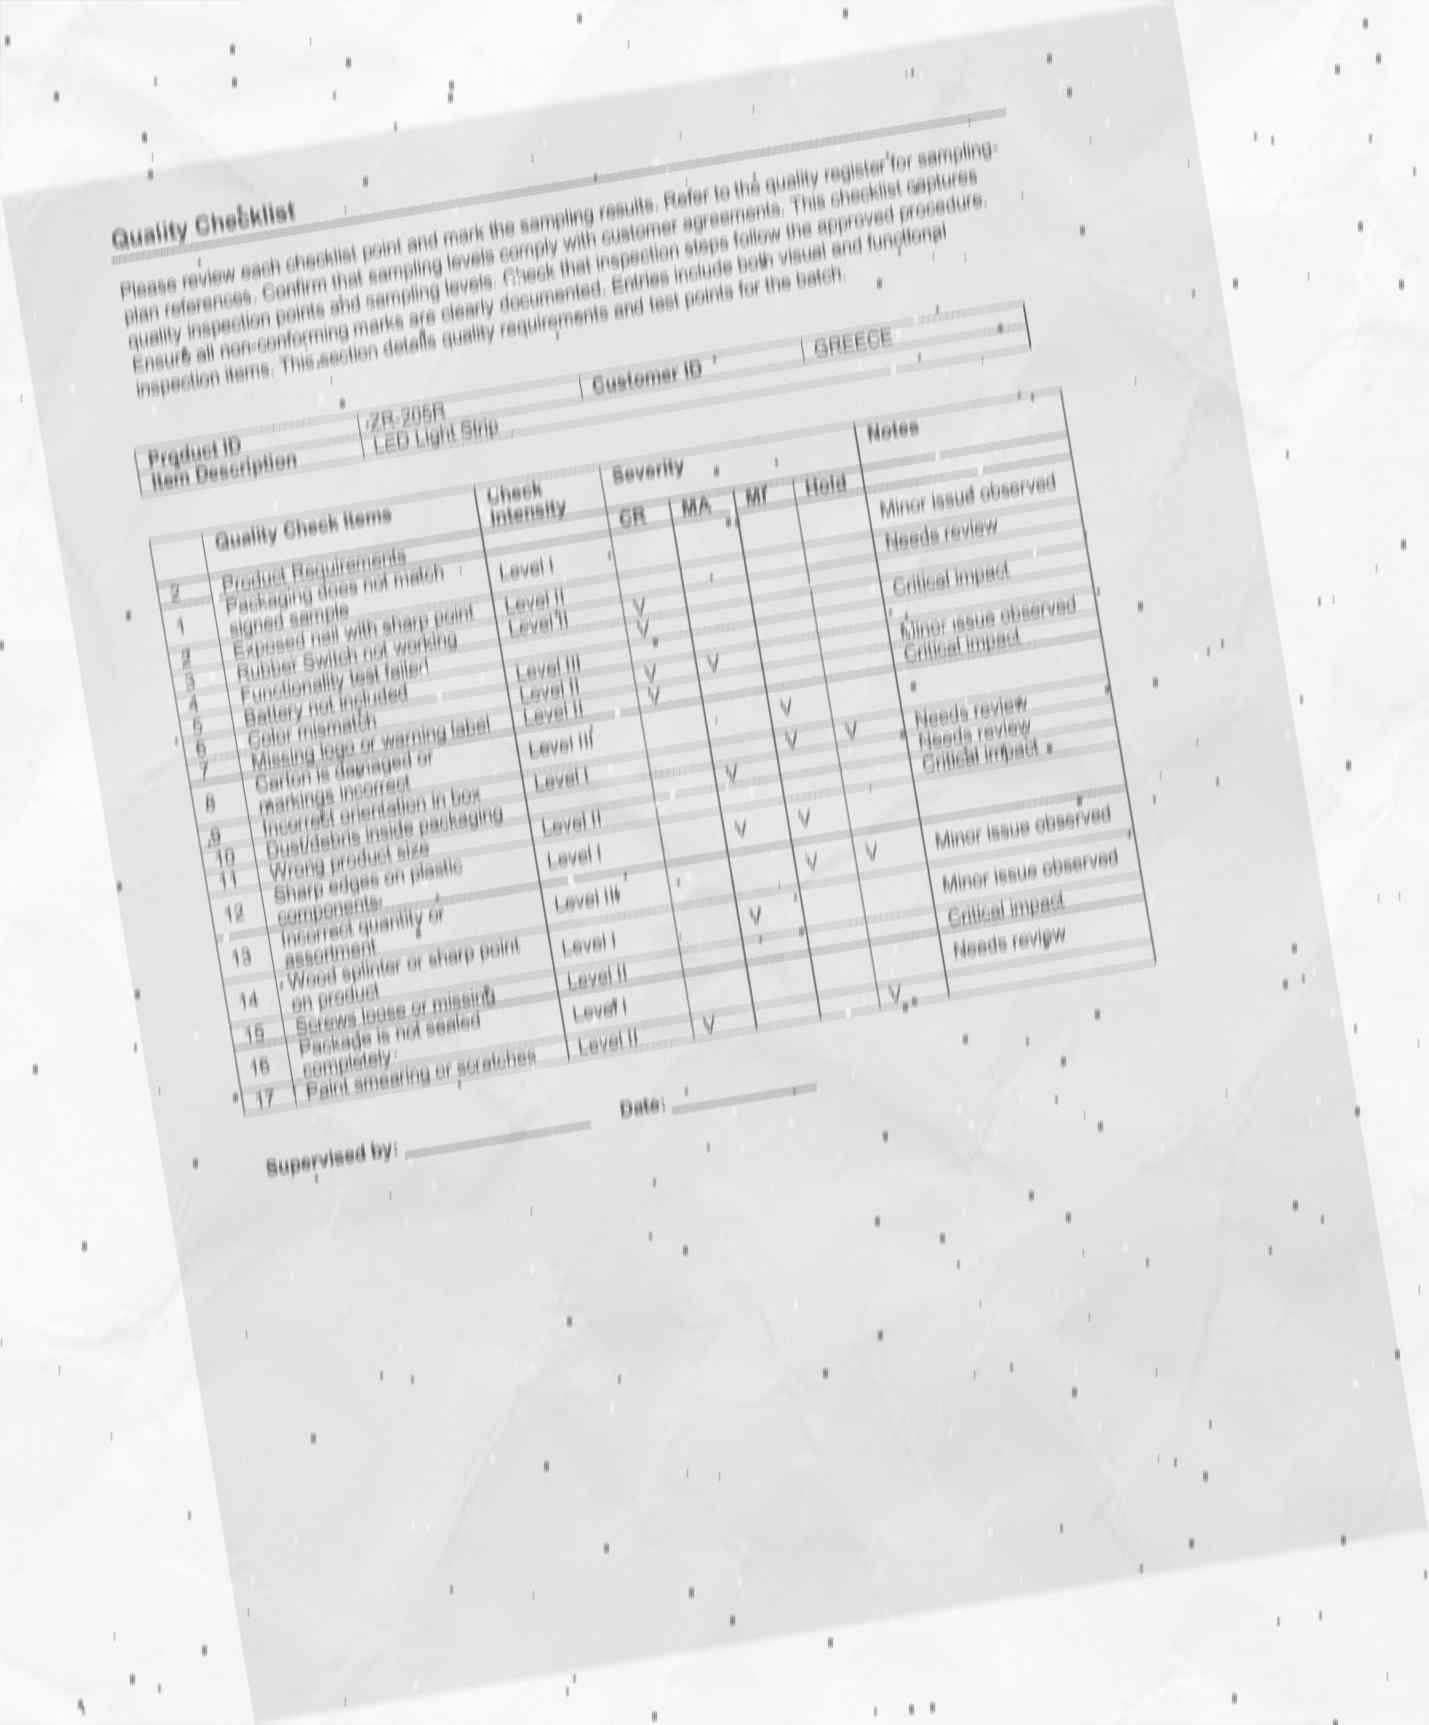 Quality Checklist
Please review each checklist point and mark the sampling results. Refer to the quality register for sampling
plan references. Confirm that sampling levels comply with customer agreements. This checklist captures
quality inspection points and sampling levels. Check that inspection steps follow the approved procedure.
Ensure all non-conforming marks are clearly documented. Entries include both visual and functional
inspection items. This section details quality requirements and test points for the batch.
Product ID ZR-205R Customer ID GREECE
Item Description LED Light Strip
Quality Check Items Check Intensity Severity Notes
CR MA MI Hold
2 Product Requirements
1 Packaging does not match Level I Minor issue observed
signed sample
2 Exposed nail with sharp point Level II Needs review
3 Rubber Switch not working Level II V
4 Functionality test failed V Critical impact
5 Battery not included Level III
6 Color mismatch Level II V V Minor issue observed
7 Missing logo or warning label Level II V Critical impact
8 Carton is damaged or Level III V
markings incorrect
9 Incorrect orientation in box Level I V V Needs review
10 Dust/debris inside packaging V Needs review
11 Wrong product size Level II Critical impact
12 Sharp edges on plastic Level I V V
components
13 Incorrect quantity or Level III V V Minor issue observed
assortment
14 Wood splinter or sharp point Level I V Minor issue observed
on product
15 Screws loose or missing Level II Critical impact
16 Package is not sealed Level I Needs review
completely
17 Paint smearing or scratches Level II V V
Supervised by: Date: